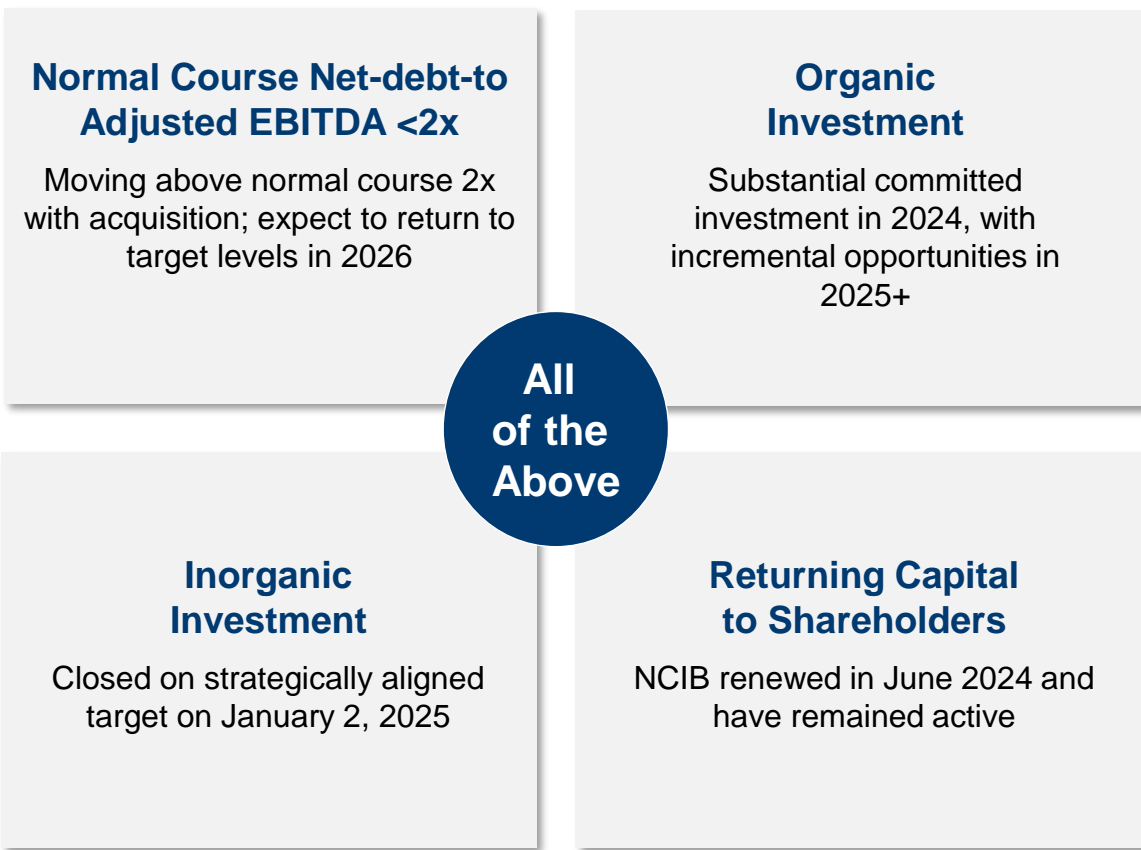 Normal Course Net-debt-to
Adjusted EBITDA <2x
Moving above normal course 2x
with acquisition; expect to return to
target levels in 2026
Organic
Investment
Substantial committed
investment in 2024, with
incremental opportunities in
2025+
All
of the
Above
Inorganic
Investment
Closed on strategically aligned
target on January 2, 2025
Returning Capital
to Shareholders
NCIB renewed in June 2024 and
have remained active